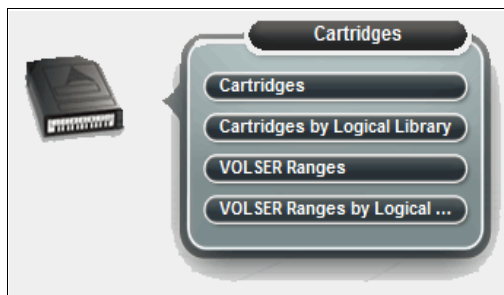 Cartridges
Cartridges
Cartridges by Logical Library
VOLSER Ranges
VOLSER Ranges by Logical ...